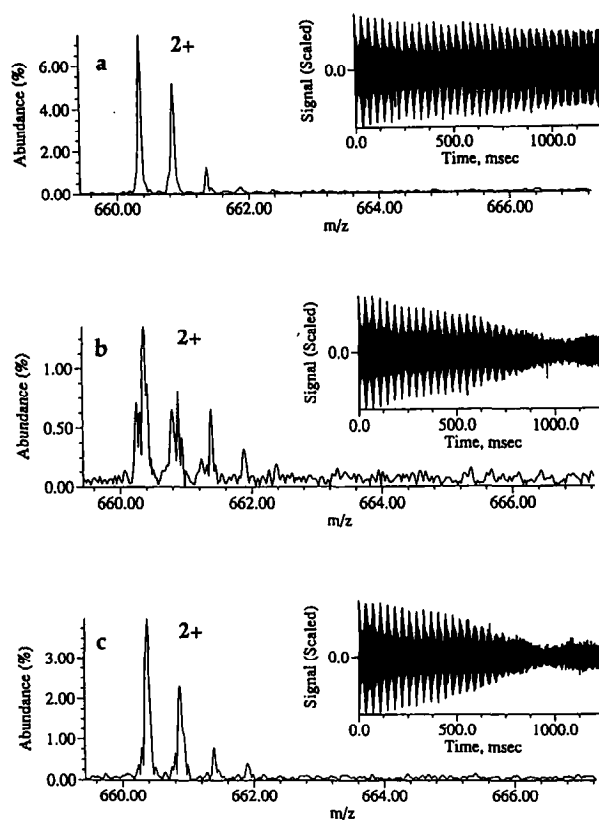 a
2+
Abundance (%)
6.00
4.00
2.00
0.00
660.00 662.00 664.00 666.00
m/z
Signal (Scaled)
0.0
0.0 500.0 1000.0
Time, msec
b
2+
Abundance (%)
1.00
0.50
0.00
660.00 662.00 664.00 666.00
m/z
Signal (Scaled)
0.0
0.0 500.0 1000.0
Time, msec
c
2+
Abundance (%)
3.00
2.00
1.00
0.00
660.00 662.00 664.00 666.00
m/z
Signal (Scaled)
0.0
0.0 500.0 1000.0
Time, msec